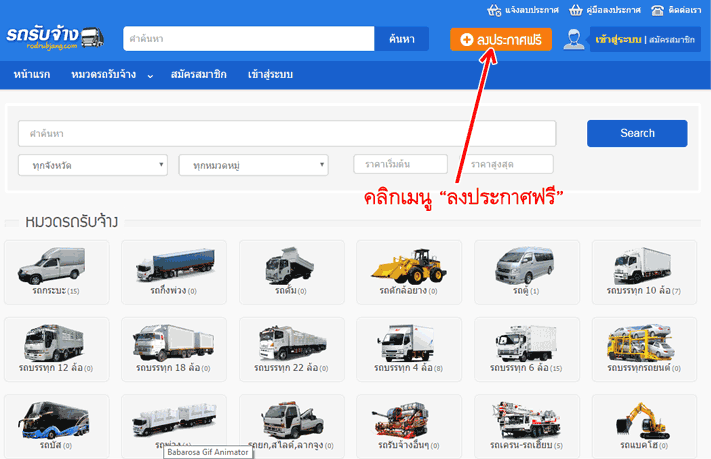 แจ้งลบประกาศ คู่มือลงประกาศ ติดต่อเรา
รถรับจ้าง
rodrubjang.com
คำค้นหา ค้นหา ลงประกาศฟรี เข้าสู่ระบบ | สมัครสมาชิก
หน้าแรก หมวดรถรับจ้าง สมัครสมาชิก เข้าสู่ระบบ
คำค้นหา Search
ทุกจังหวัด ทุกหมวดหมู่ ราคาเริ่มต้น ราคาสูงสุด
คลิกเมนู “ลงประกาศฟรี”
หมวดรถรับจ้าง
รถกระบะ (15) รถกึ่งพ่วง (0) รถดั๊ม (0) รถตักล้อยาง (0) รถตู้ (1) รถบรรทุก 10 ล้อ (7)
รถบรรทุก 12 ล้อ (0) รถบรรทุก 18 ล้อ (0) รถบรรทุก 22 ล้อ (0) รถบรรทุก 4 ล้อ (8) รถบรรทุก 6 ล้อ (15) รถบรรทุกรถยนต์ (0)
รถบัส (0) รถพ่วง รถยก,สไลด์,ลากจูง (0) รถรับจ้างอื่นๆ (0) รถเครน-รถเฮี๊ยบ (5) รถแบคโฮ (0)
Babarosa Gif Animator